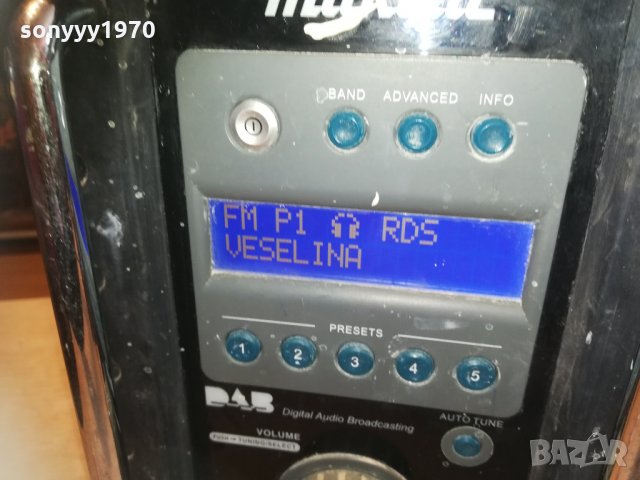 sonyyy1970
BAND ADVANCED INFO
FM P1 RDS
VESELINA
PRESETS
1 2 3 4 5
DAB Digital Audio Broadcasting
AUTO TUNE
VOLUME
PUSH TUNING/SELECT
BAZAR